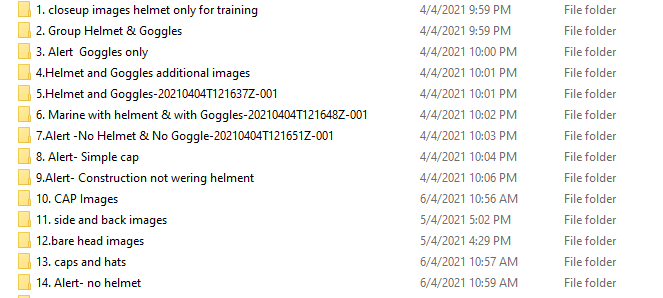 1. closeup images helmet only for training 4/4/2021 9:59 PM File folder
2. Group Helmet & Goggles 4/4/2021 9:59 PM File folder
3. Alert  Goggles only 4/4/2021 10:00 PM File folder
4.Helmet and Goggles additional images 4/4/2021 10:01 PM File folder
5.Helmet and Goggles-20210404T121637Z-001 4/4/2021 10:01 PM File folder
6. Marine with helment & with Goggles-20210404T121648Z-001 4/4/2021 10:02 PM File folder
7.Alert -No Helmet & No Goggle-20210404T121651Z-001 4/4/2021 10:03 PM File folder
8. Alert- Simple cap 4/4/2021 10:04 PM File folder
9.Alert- Construction not wering helment 4/4/2021 10:06 PM File folder
10. CAP Images 6/4/2021 10:56 AM File folder
11. side and back images 5/4/2021 5:02 PM File folder
12.bare head images 5/4/2021 4:29 PM File folder
13. caps and hats 6/4/2021 10:57 AM File folder
14. Alert- no helmet 6/4/2021 10:59 AM File folder